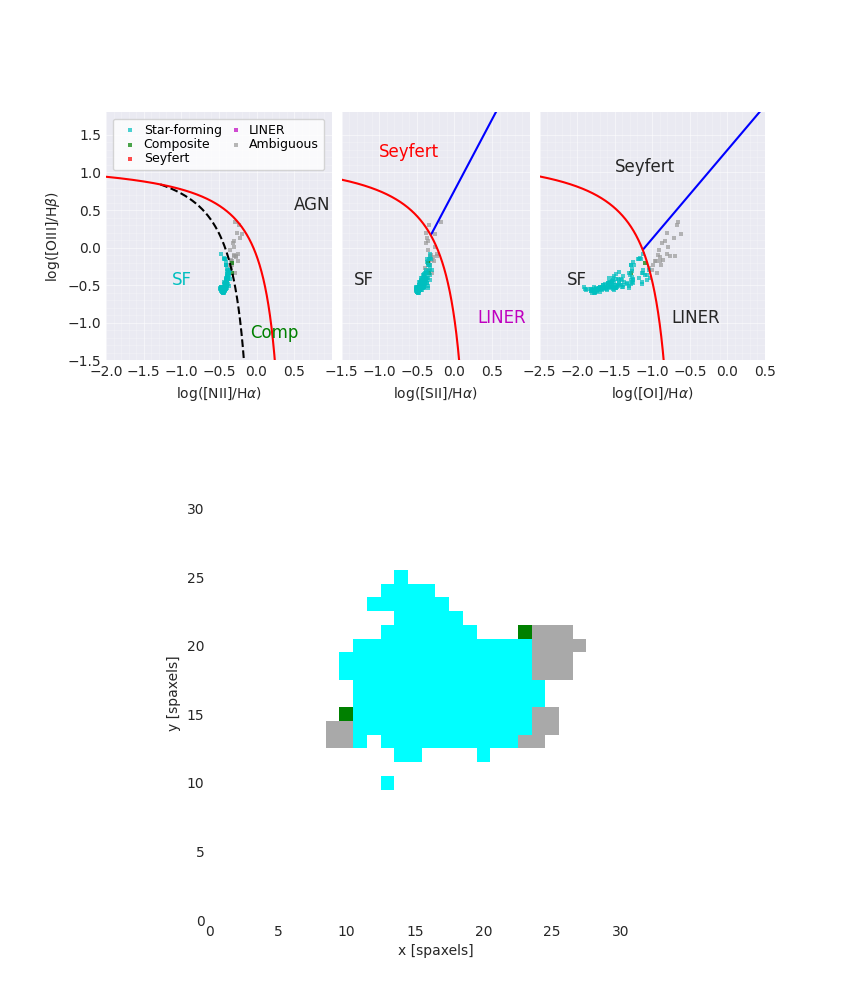 Star-forming
Composite
Seyfert
LINER
Ambiguous
AGN
SF
Comp
1.5
1.0
0.5
0.0
−0.5
−1.0
−1.5
log([OIII]/Hβ)
−2.0 −1.5 −1.0 −0.5 0.0 0.5
log([NII]/Hα)
Seyfert
SF
LINER
−1.5 −1.0 −0.5 0.0 0.5
log([SII]/Hα)
Seyfert
SF
LINER
−2.5 −2.0 −1.5 −1.0 −0.5 0.0 0.5
log([OI]/Hα)
30
25
20
15
10
5
0
y [spaxels]
0 5 10 15 20 25 30
x [spaxels]